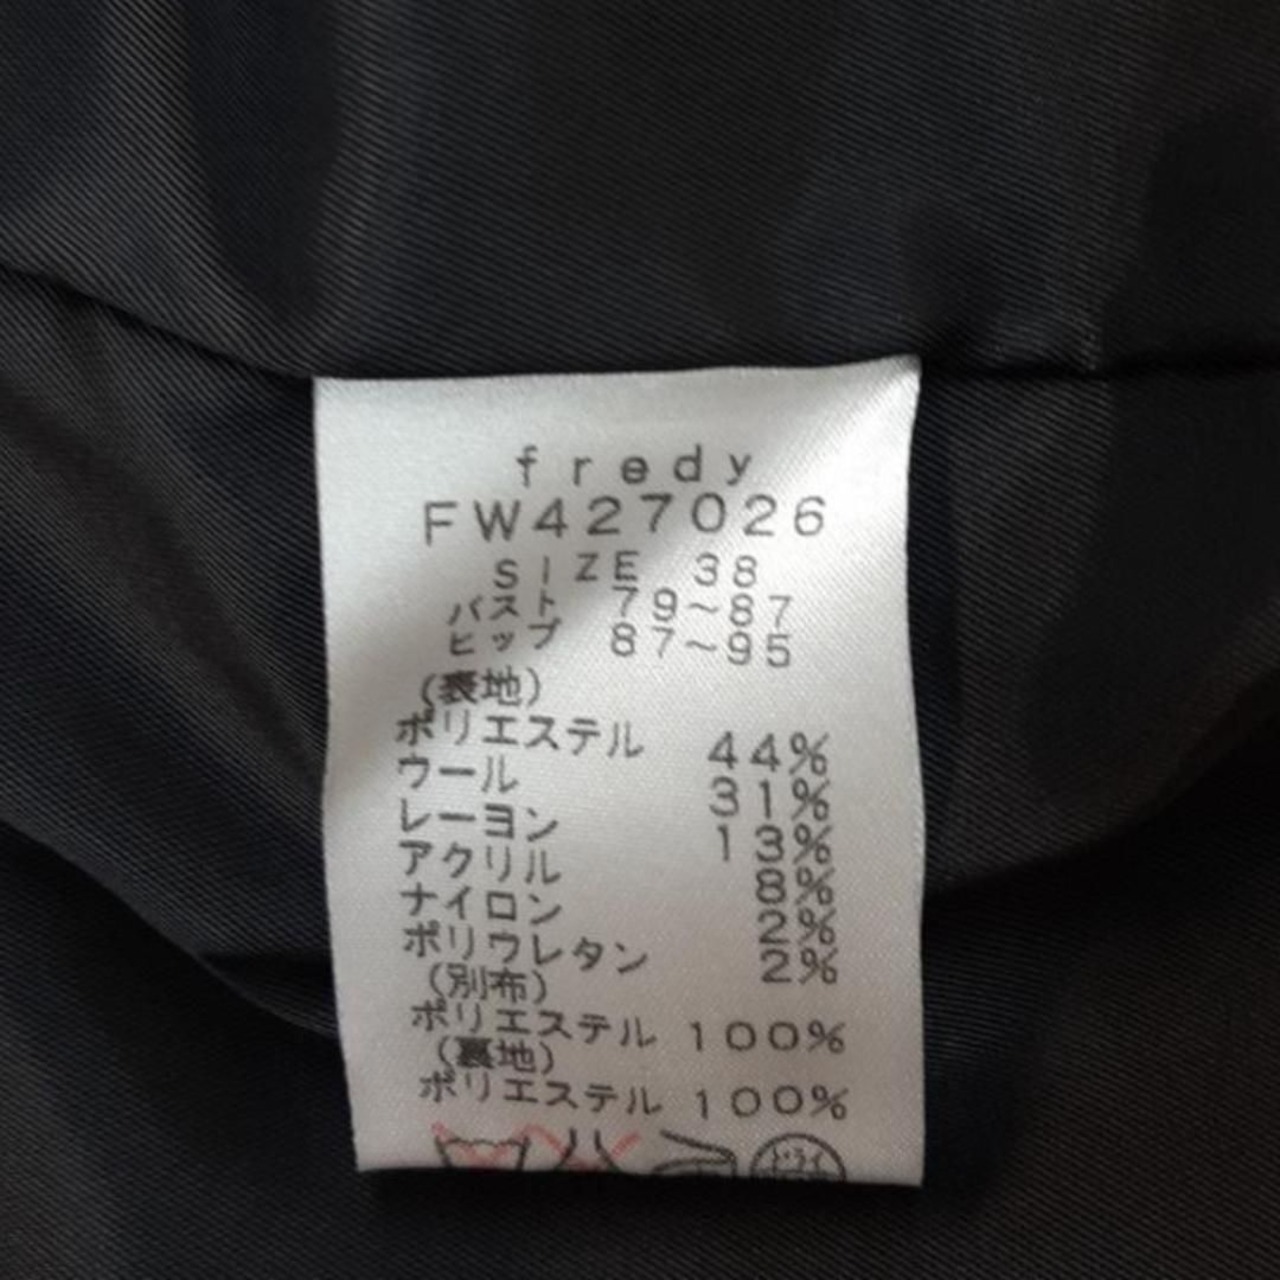 fredy
FW427026
SIZE 38
バスト 79~87
ヒップ 87~95
(表地)
ポリエステル 44%
ウール 31%
レーヨン 13%
アクリル 8%
ナイロン 2%
ポリウレタン 2%
(別布)
ポリエステル 100%
(裏地)
ポリエステル 100%
ドライ